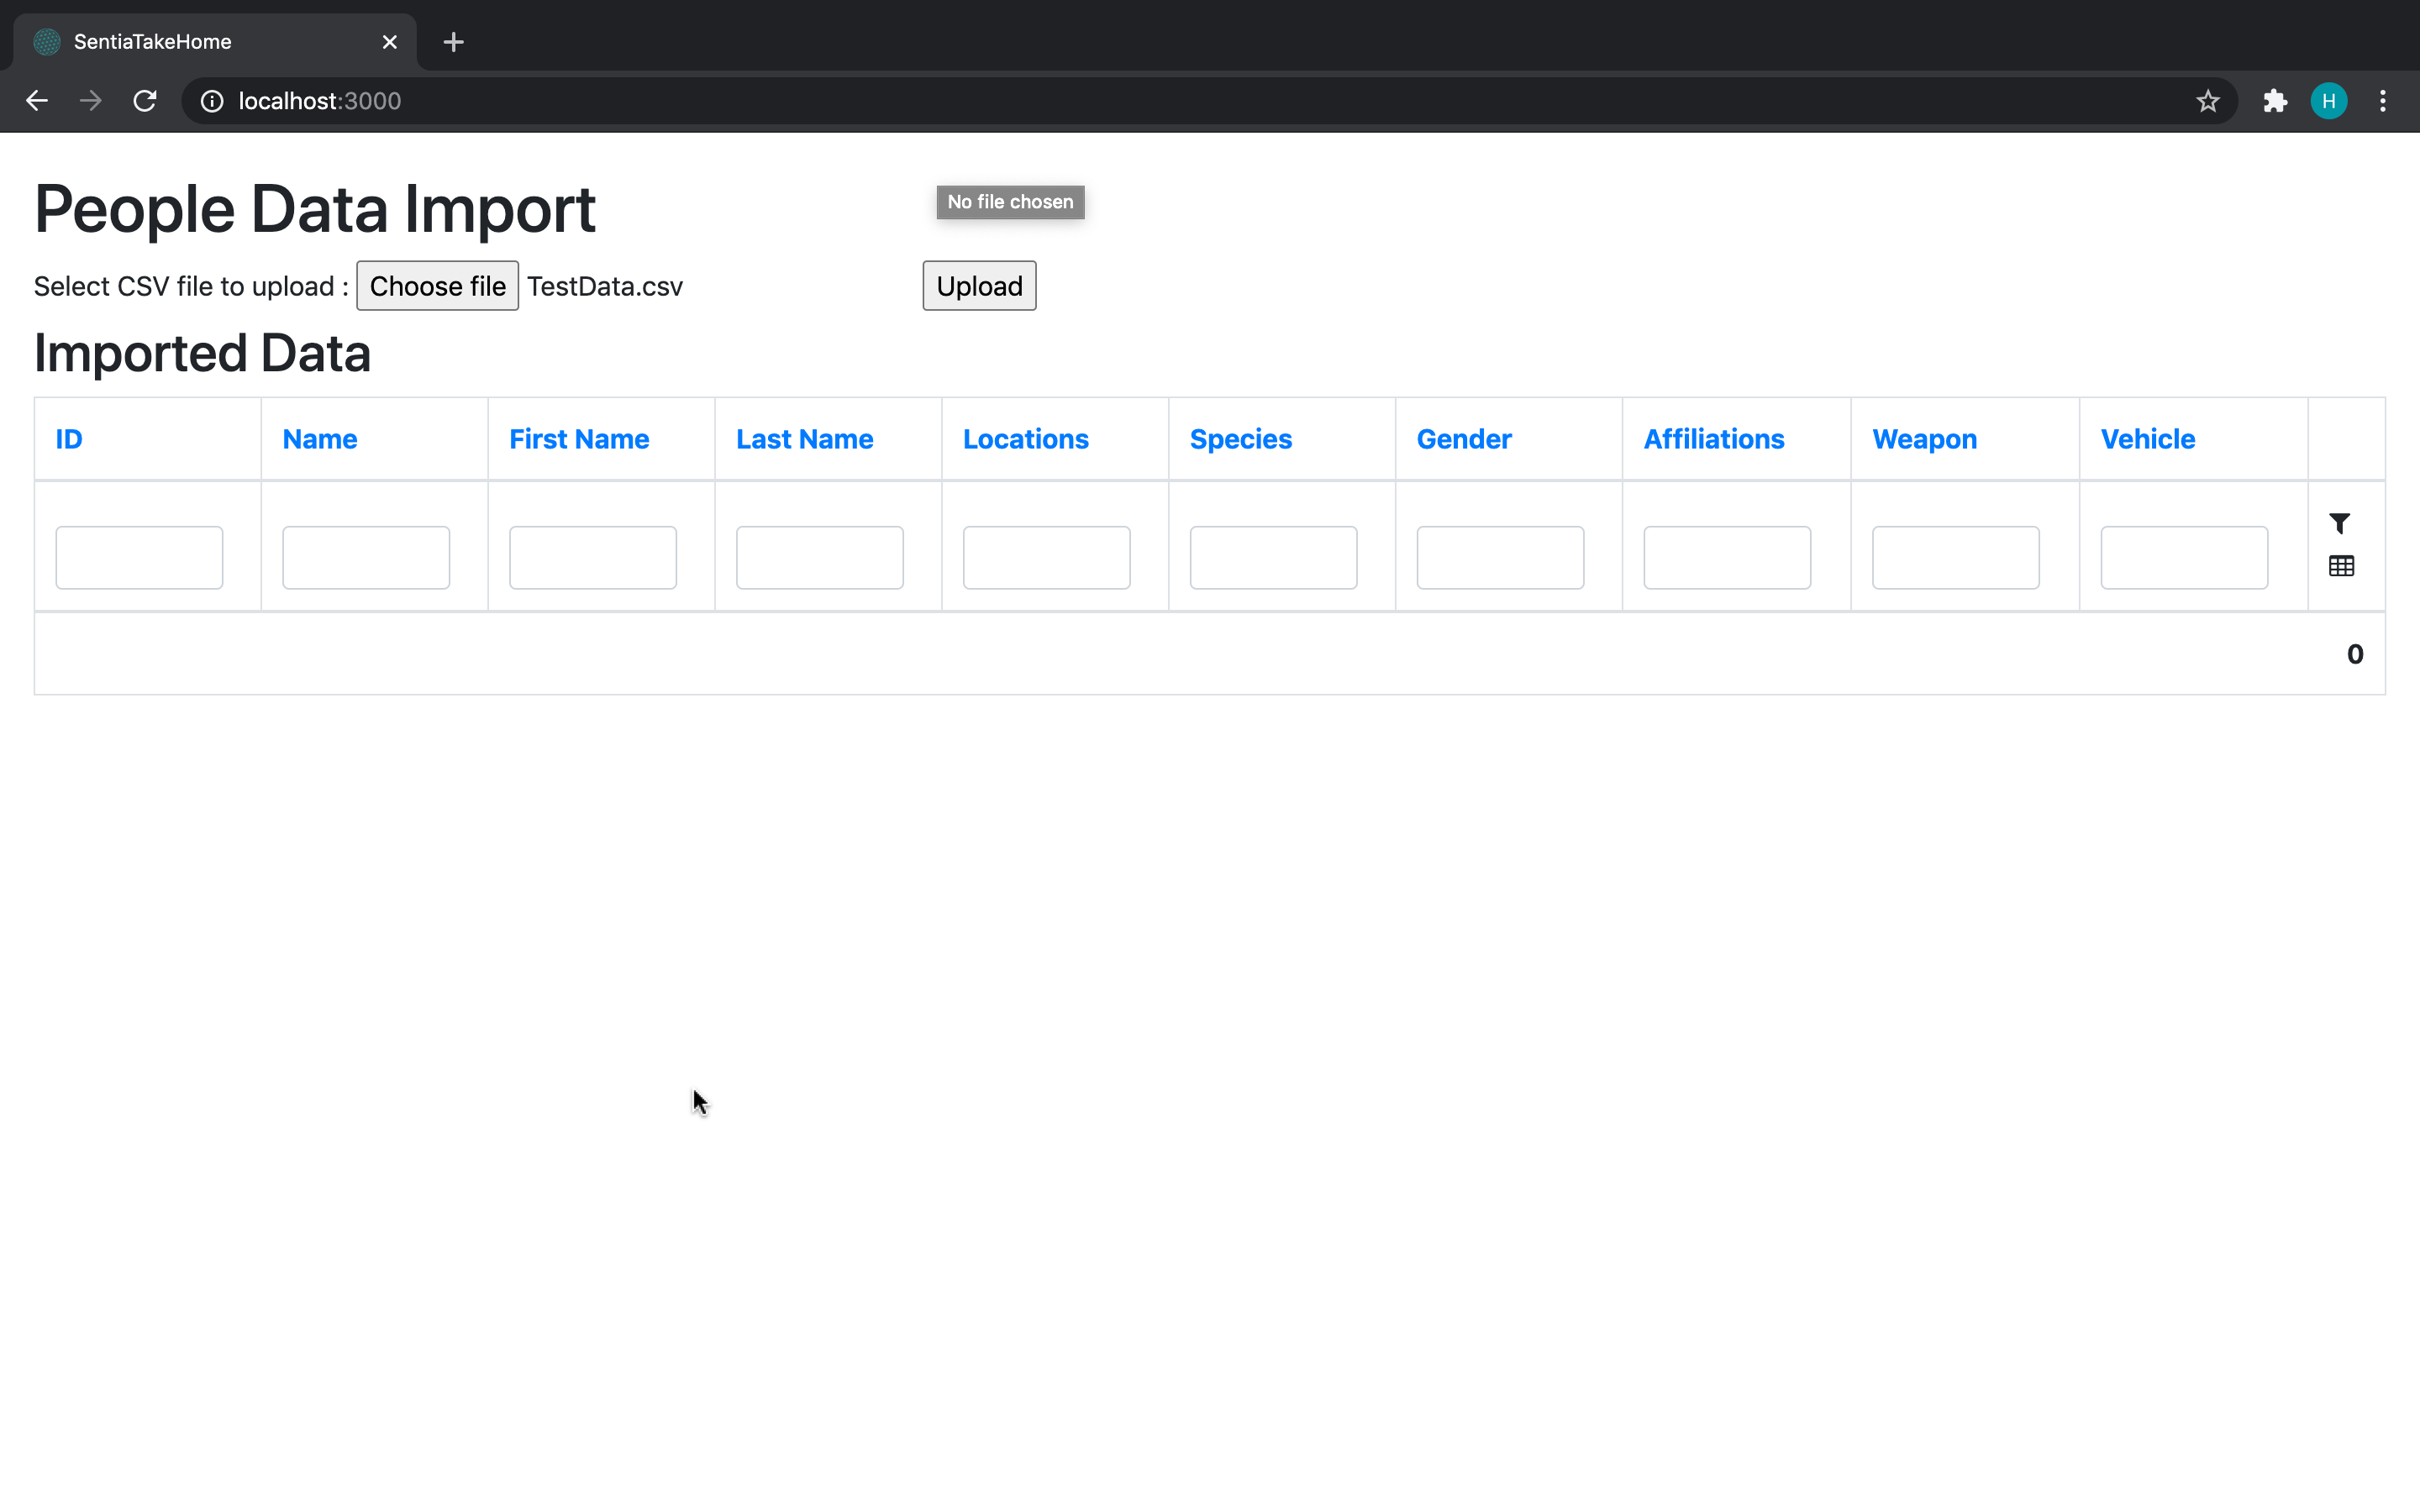 SentiaTakeHome
localhost:3000
H
People Data Import
No file chosen
Select CSV file to upload : Choose file TestData.csv Upload
Imported Data
ID Name First Name Last Name Locations Species Gender Affiliations Weapon Vehicle
0